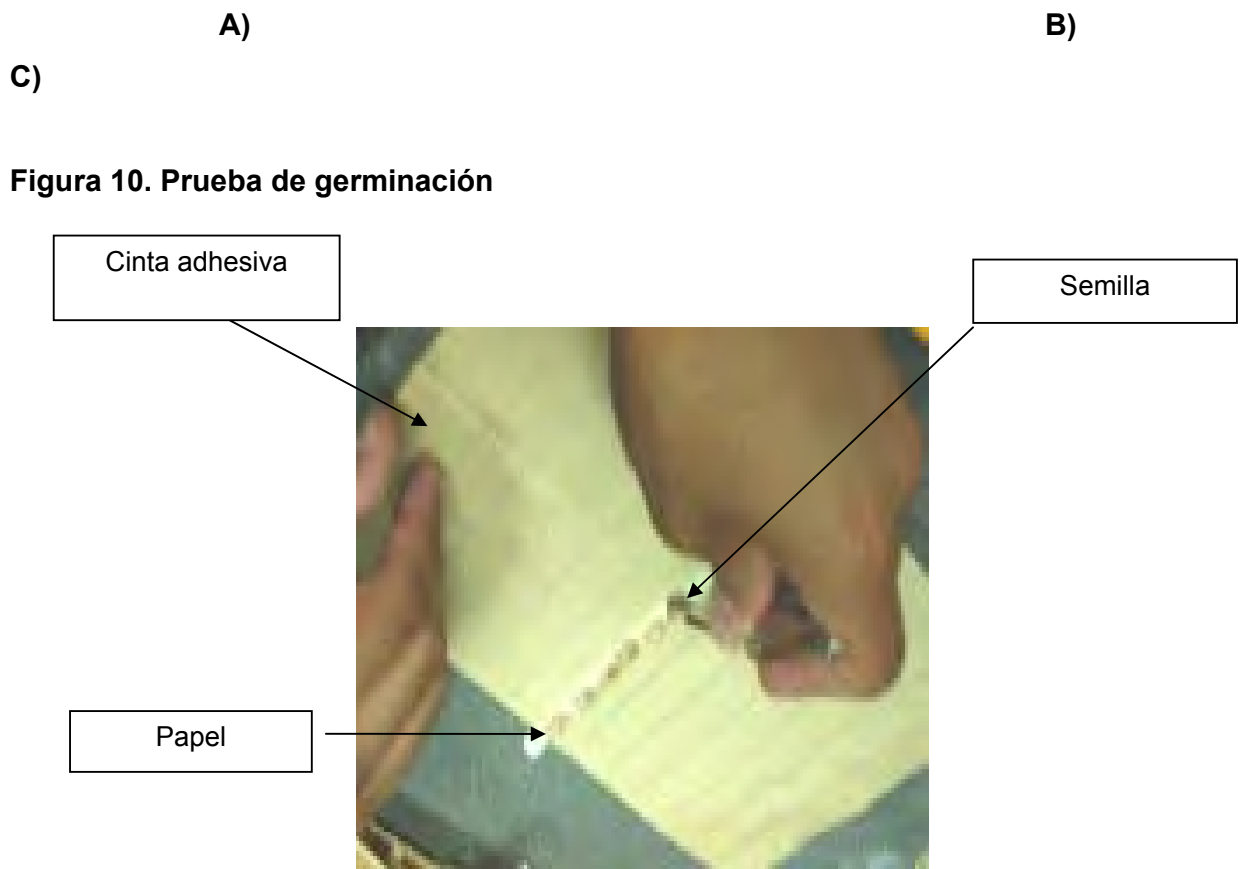 A) B)
C)
Figura 10. Prueba de germinación
Cinta adhesiva
Semilla
Papel